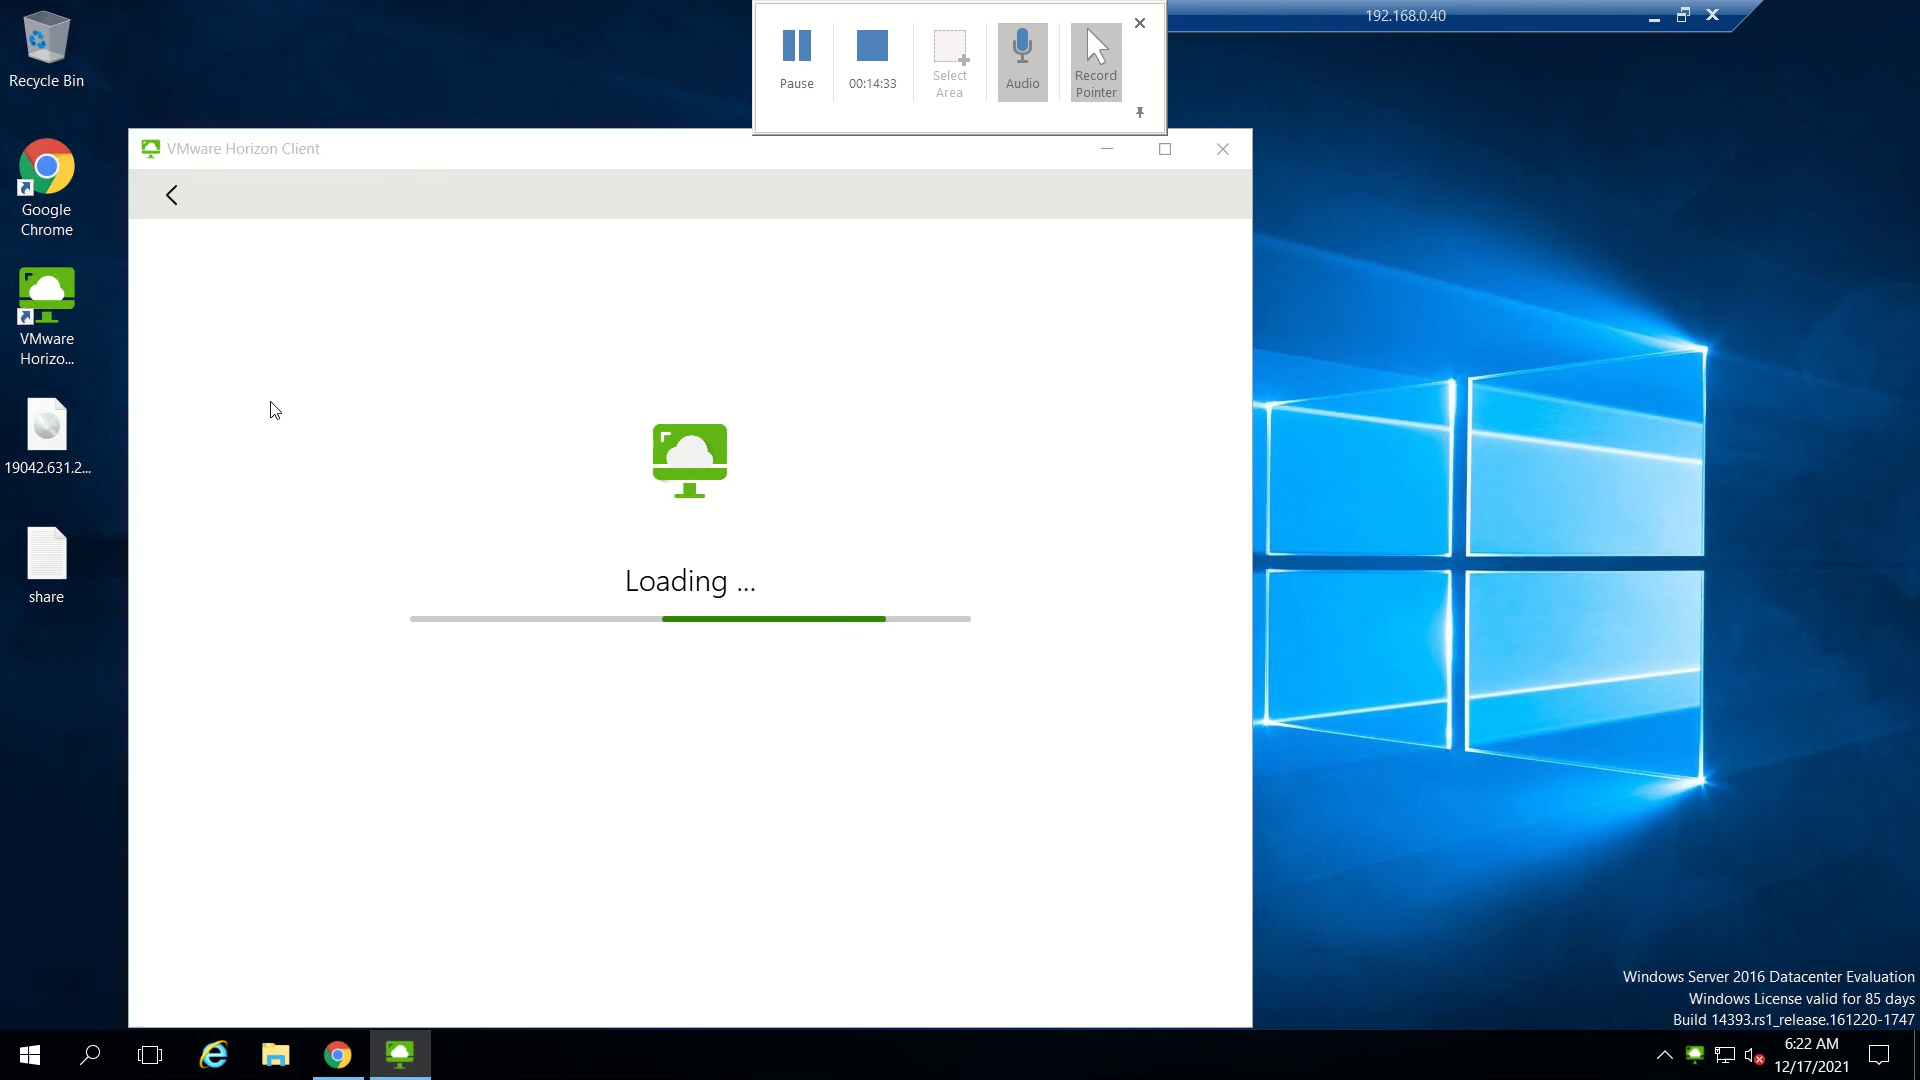 Recycle Bin
Google
Chrome
VMware
Horizo...
19042.631.2...
share
Pause
00:14:33
Select
Area
Audio
Record
Pointer
192.168.0.40
VMware Horizon Client
Loading ...
Windows Server 2016 Datacenter Evaluation
Windows License valid for 85 days
Build 14393.rs1_release.161220-1747
6:22 AM
12/17/2021